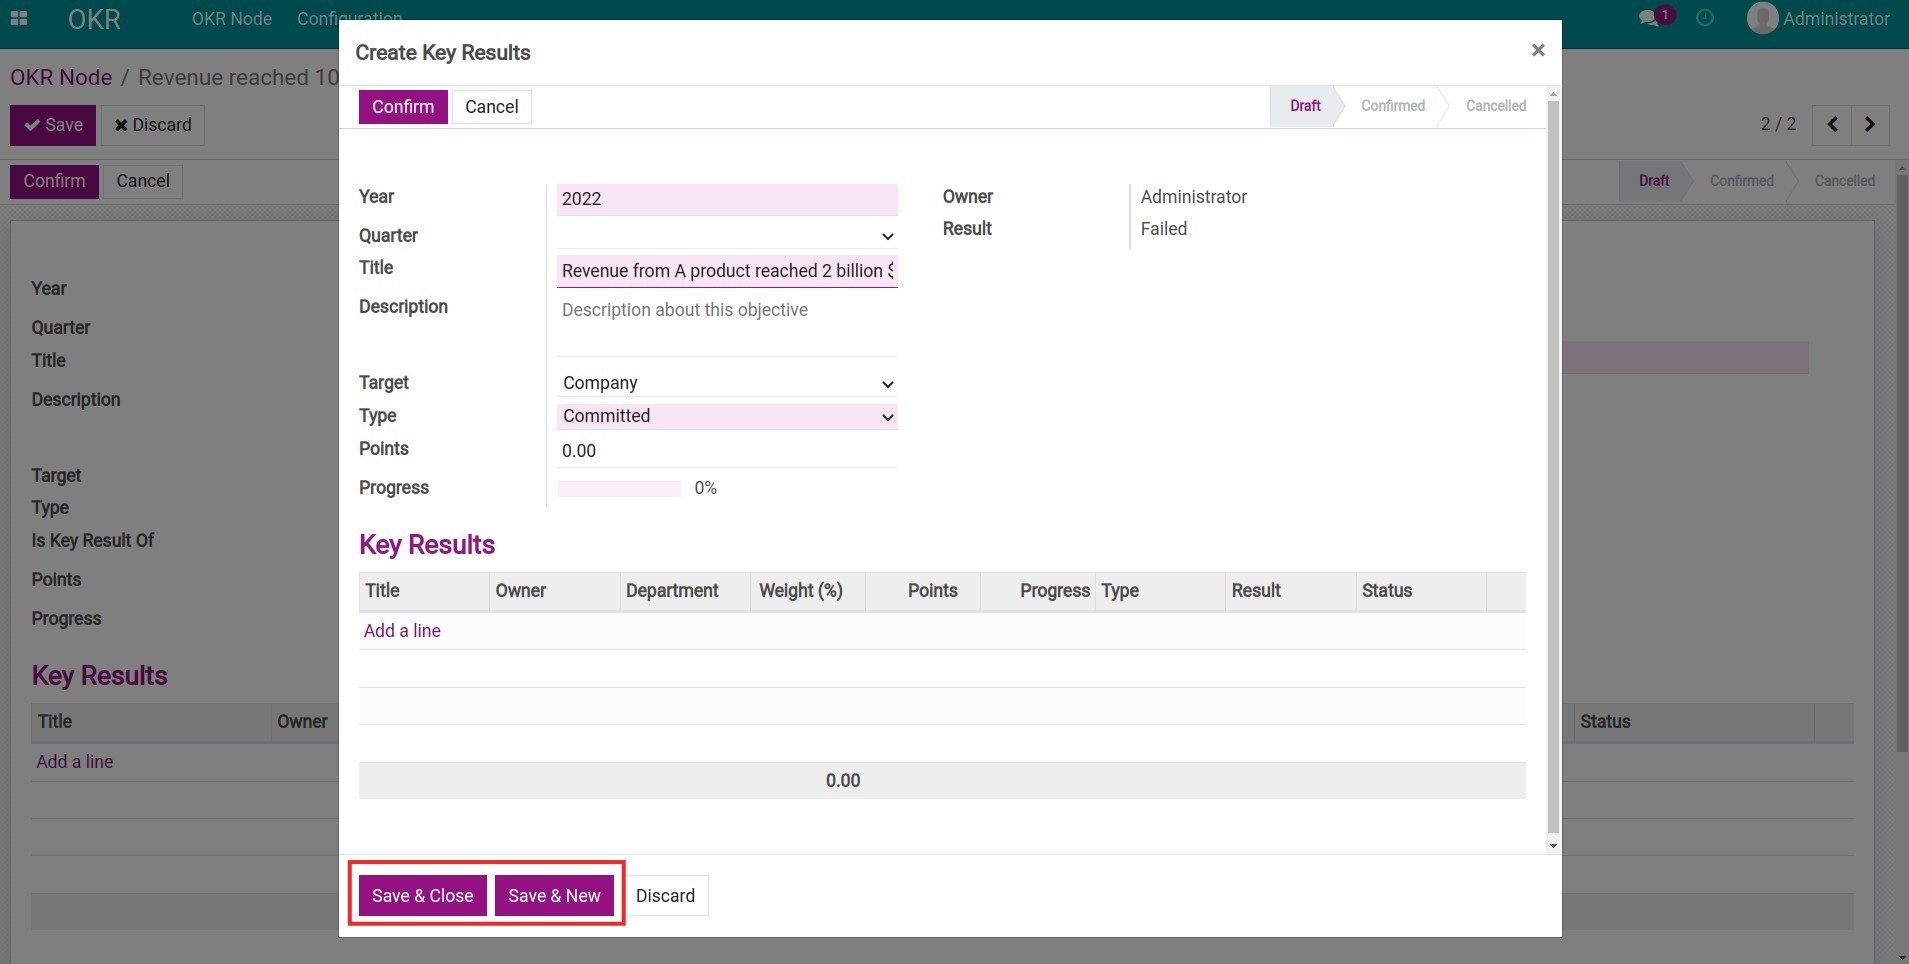 OKR
OKR Node
Configuration
1
Administrator
OKR Node / Revenue reached 10
Save
Discard
2 / 2
Confirm
Cancel
Draft
Confirmed
Cancelled
Year
Quarter
Title
Description
Target
Type
Is Key Result Of
Points
Progress
Key Results
Title
Owner
Status
Add a line
Create Key Results
×
Confirm
Cancel
Draft
Confirmed
Cancelled
Year
2022
Owner
Administrator
Quarter
Result
Failed
Title
Revenue from A product reached 2 billion $
Description
Description about this objective
Target
Company
Type
Committed
Points
0.00
Progress
0%
Key Results
Title
Owner
Department
Weight (%)
Points
Progress
Type
Result
Status
Add a line
0.00
Save & Close
Save & New
Discard